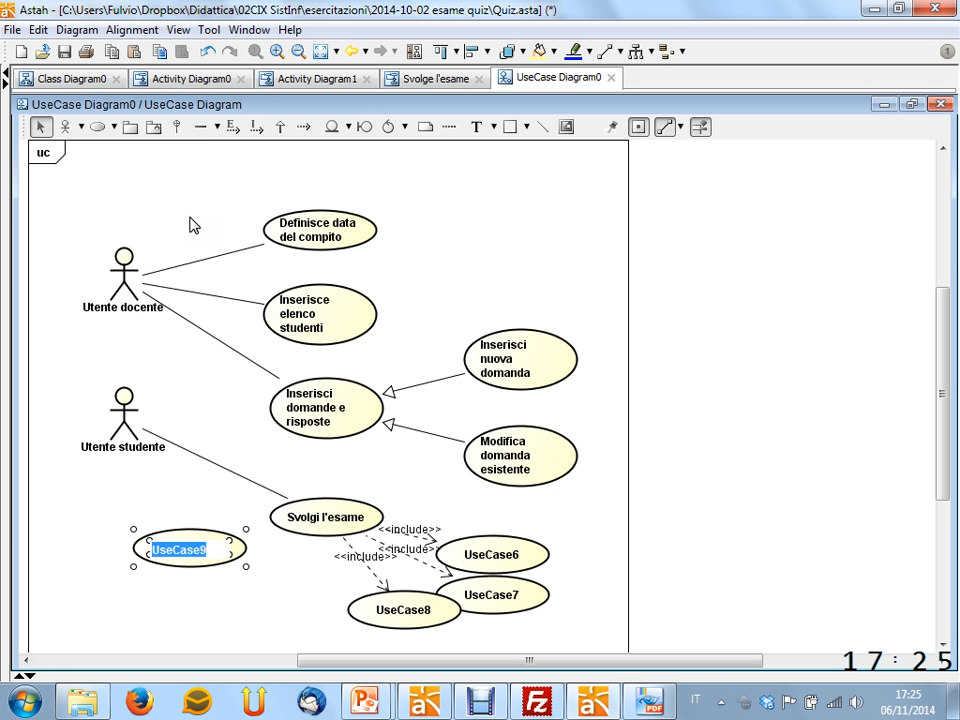 Astah - [C:\Users\Fulvio\Dropbox\Didattica\02CIX SistInf\esercitazioni\2014-10-02 esame quiz\Quiz.asta] (*)
File Edit Diagram Alignment View Tool Window Help
1
Class Diagram0 Activity Diagram0 Activity Diagram1 Svolge l'esame UseCase Diagram0
UseCase Diagram0 / UseCase Diagram
T
uc
Definisce data
del compito
Utente docente
Inserisce
elenco
studenti
Inserisci
nuova
domanda
Inserisci
domande e
risposte
Utente studente
Modifica
domanda
esistente
Svolgi l'esame
<<include>>
<<include>>
<<include>>
UseCase9
UseCase6
UseCase7
UseCase8
17:25
IT
17:25
06/11/2014